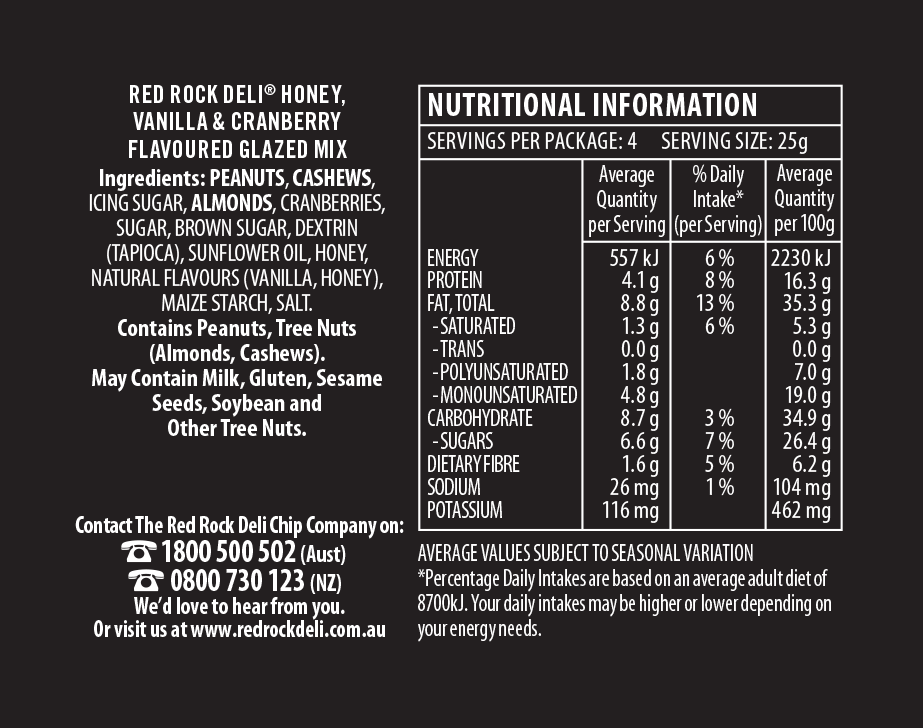 RED ROCK DELI® HONEY,
VANILLA & CRANBERRY
FLAVOURED GLAZED MIX
Ingredients: PEANUTS, CASHEWS,
ICING SUGAR, ALMONDS, CRANBERRIES,
SUGAR, BROWN SUGAR, DEXTRIN
(TAPIOCA), SUNFLOWER OIL, HONEY,
NATURAL FLAVOURS (VANILLA, HONEY),
MAIZE STARCH, SALT.
Contains Peanuts, Tree Nuts
(Almonds, Cashews).
May Contain Milk, Gluten, Sesame
Seeds, Soybean and
Other Tree Nuts.
Contact The Red Rock Deli Chip Company on:
☎ 1800 500 502 (Aust)
☎ 0800 730 123 (NZ)
We'd love to hear from you.
Or visit us at www.redrockdeli.com.au
NUTRITIONAL INFORMATION
SERVINGS PER PACKAGE: 4 SERVING SIZE: 25g
Average % Daily Average
Quantity Intake* Quantity
per Serving (per Serving) per 100g
ENERGY 557 kJ 6 % 2230 kJ
PROTEIN 4.1 g 8 % 16.3 g
FAT, TOTAL 8.8 g 13 % 35.3 g
- SATURATED 1.3 g 6 % 5.3 g
- TRANS 0.0 g 0.0 g
- POLYUNSATURATED 1.8 g 7.0 g
- MONOUNSATURATED 4.8 g 19.0 g
CARBOHYDRATE 8.7 g 3 % 34.9 g
- SUGARS 6.6 g 7 % 26.4 g
DIETARY FIBRE 1.6 g 5 % 6.2 g
SODIUM 26 mg 1 % 104 mg
POTASSIUM 116 mg 462 mg
AVERAGE VALUES SUBJECT TO SEASONAL VARIATION
*Percentage Daily Intakes are based on an average adult diet of
8700kJ. Your daily intakes may be higher or lower depending on
your energy needs.